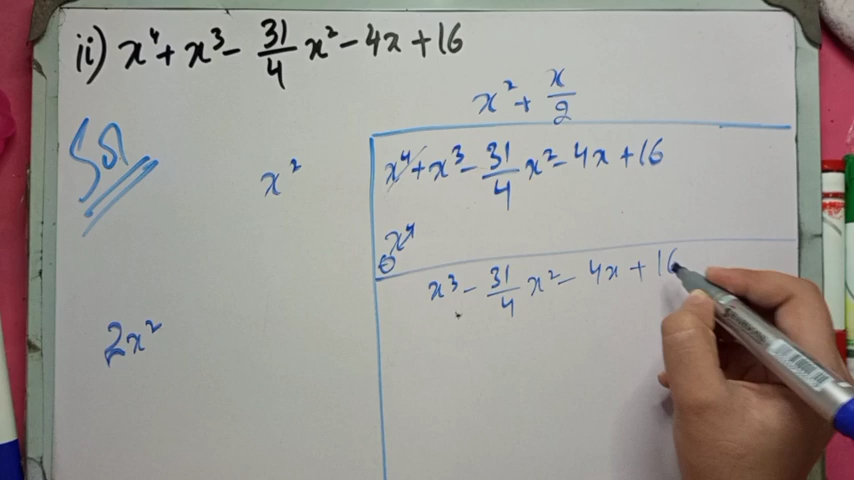 ii) x⁴ + x³ - 31/4 x² - 4x + 16
Sol
x² + x/2
x² x⁴ + x³ - 31/4 x² - 4x + 16
⊖ x⁴
x³ - 31/4 x² - 4x + 16
2x²